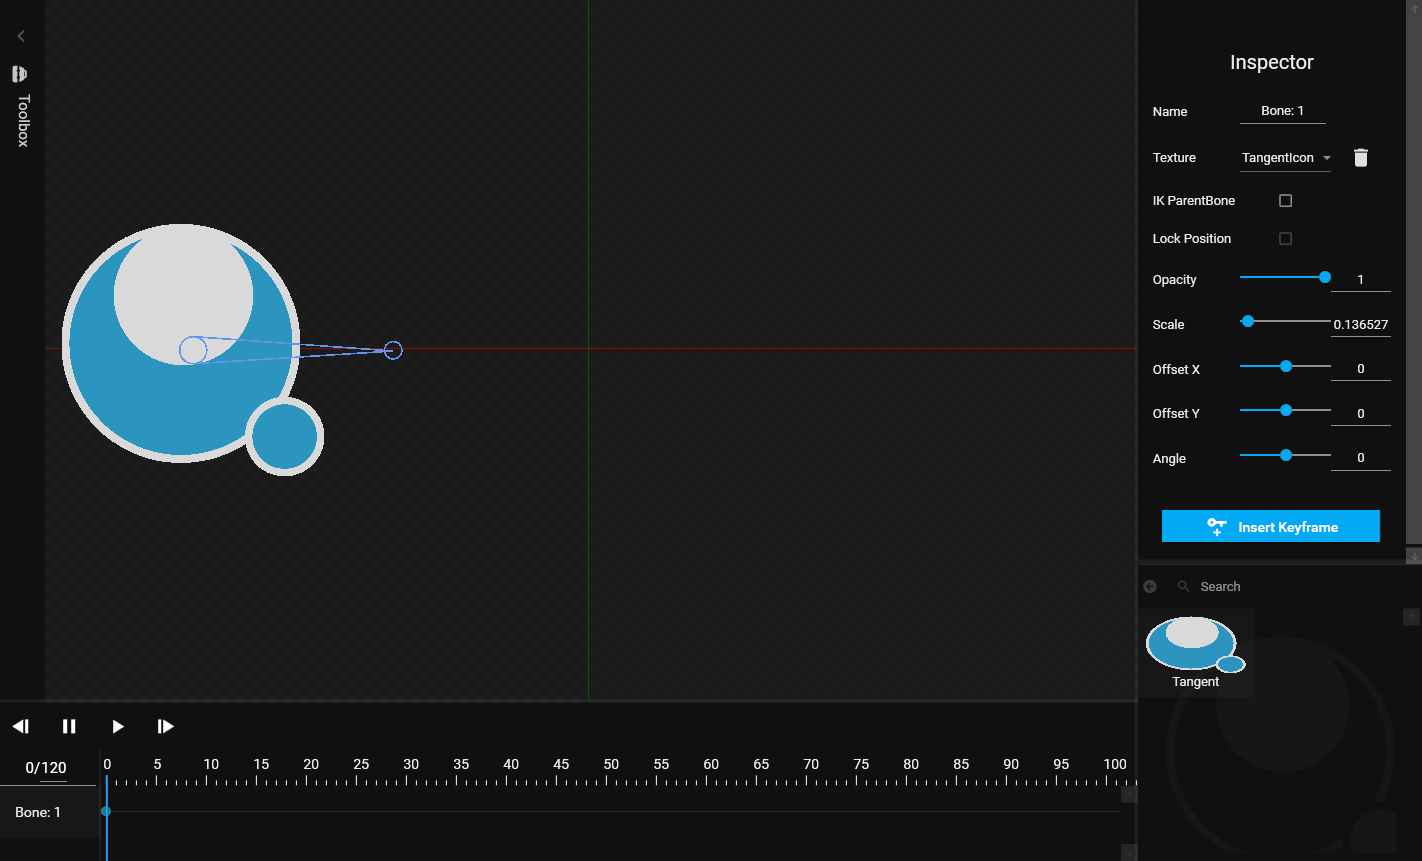 Toolbox
Inspector
Name Bone: 1
Texture TangentIcon
IK ParentBone
Lock Position
Opacity 1
Scale 0.136527
Offset X 0
Offset Y 0
Angle 0
Insert Keyframe
Search
Tangent
0/120 0 5 10 15 20 25 30 35 40 45 50 55 60 65 70 75 80 85 90 95 100
Bone: 1